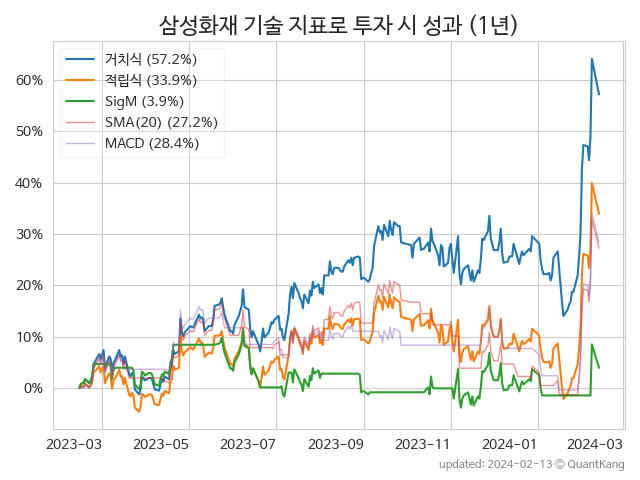 삼성화재 기술 지표로 투자 시 성과 (1년)
거치식 (57.2%)
적립식 (33.9%)
SigM (3.9%)
SMA(20) (27.2%)
MACD (28.4%)
60%
50%
40%
30%
20%
10%
0%
2023-03 2023-05 2023-07 2023-09 2023-11 2024-01 2024-03
updated: 2024-02-13 ⓒ QuantKang